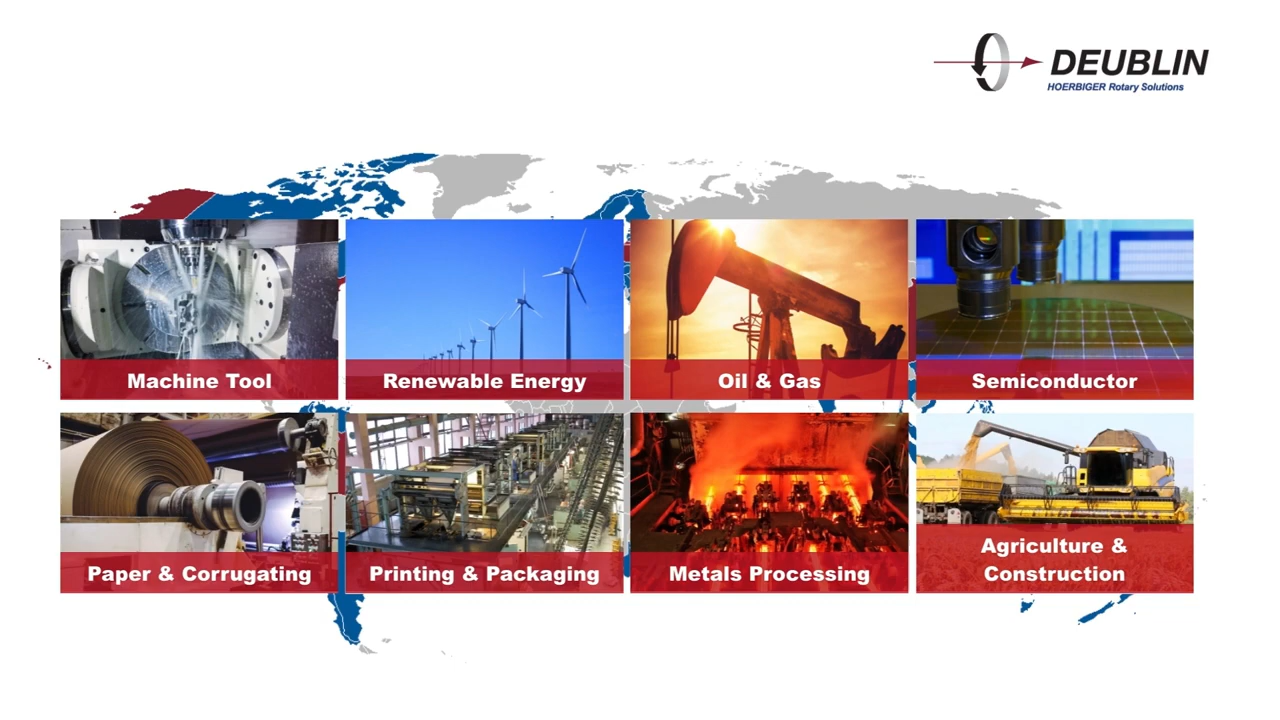 DEUBLIN
HOERBIGER Rotary Solutions
Machine Tool
Renewable Energy
Oil & Gas
Semiconductor
Paper & Corrugating
Printing & Packaging
Metals Processing
Agriculture &
Construction